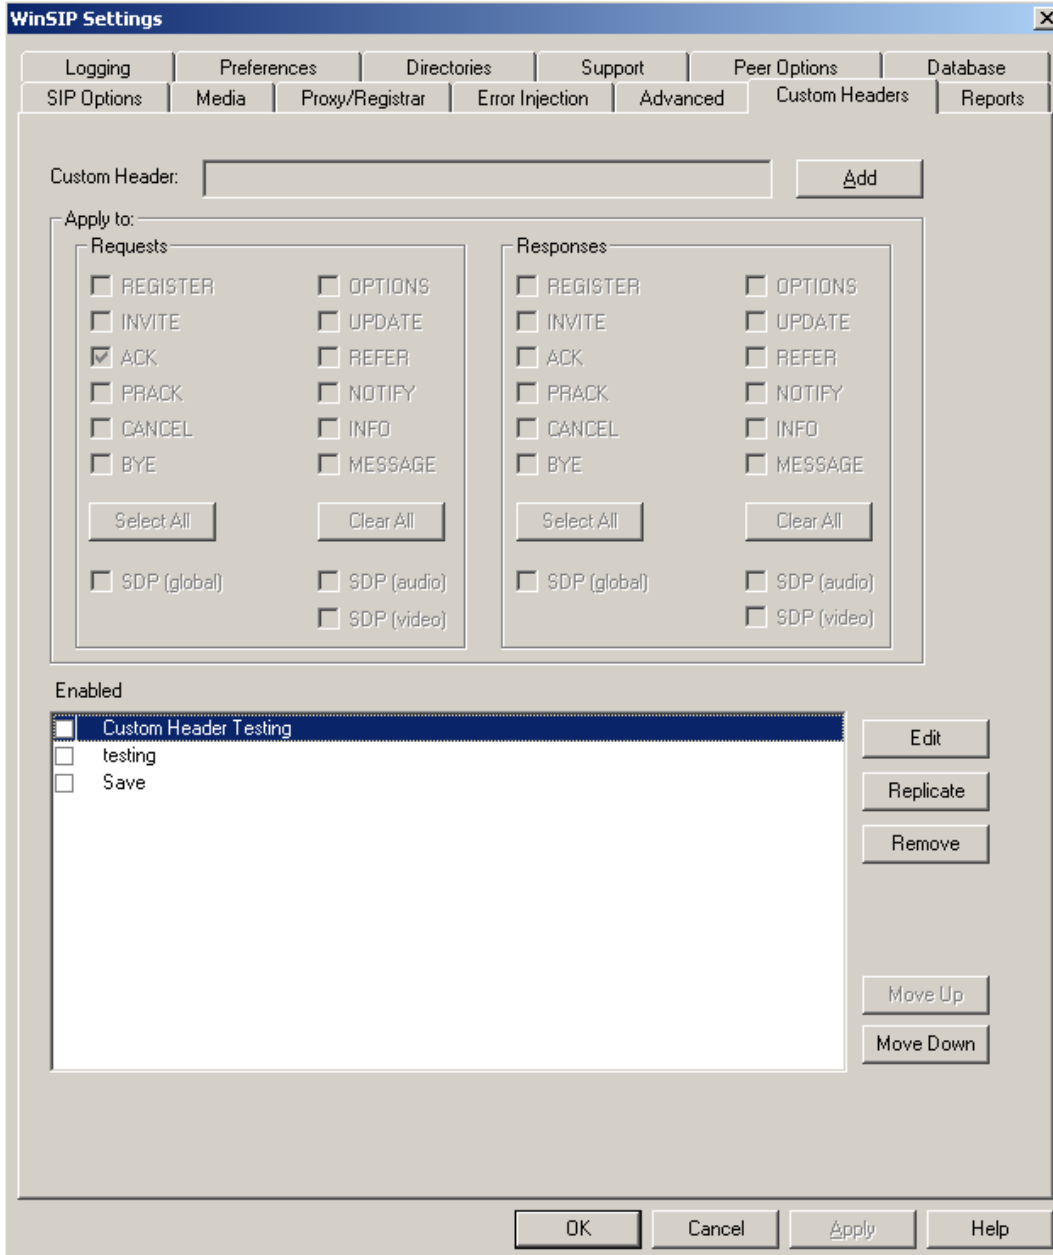 WinSIP Settings
Logging Preferences Directories Support Peer Options Database
SIP Options Media Proxy/Registrar Error Injection Advanced Custom Headers Reports
Custom Header: Add
Apply to:
Requests Responses
REGISTER OPTIONS REGISTER OPTIONS
INVITE UPDATE INVITE UPDATE
ACK REFER ACK REFER
PRACK NOTIFY PRACK NOTIFY
CANCEL INFO CANCEL INFO
BYE MESSAGE BYE MESSAGE
Select All Clear All Select All Clear All
SDP (global) SDP (audio) SDP (global) SDP (audio)
SDP (video) SDP (video)
Enabled
Custom Header Testing
Edit
testing
Save
Replicate
Remove
Move Up
Move Down
OK Cancel Apply Help